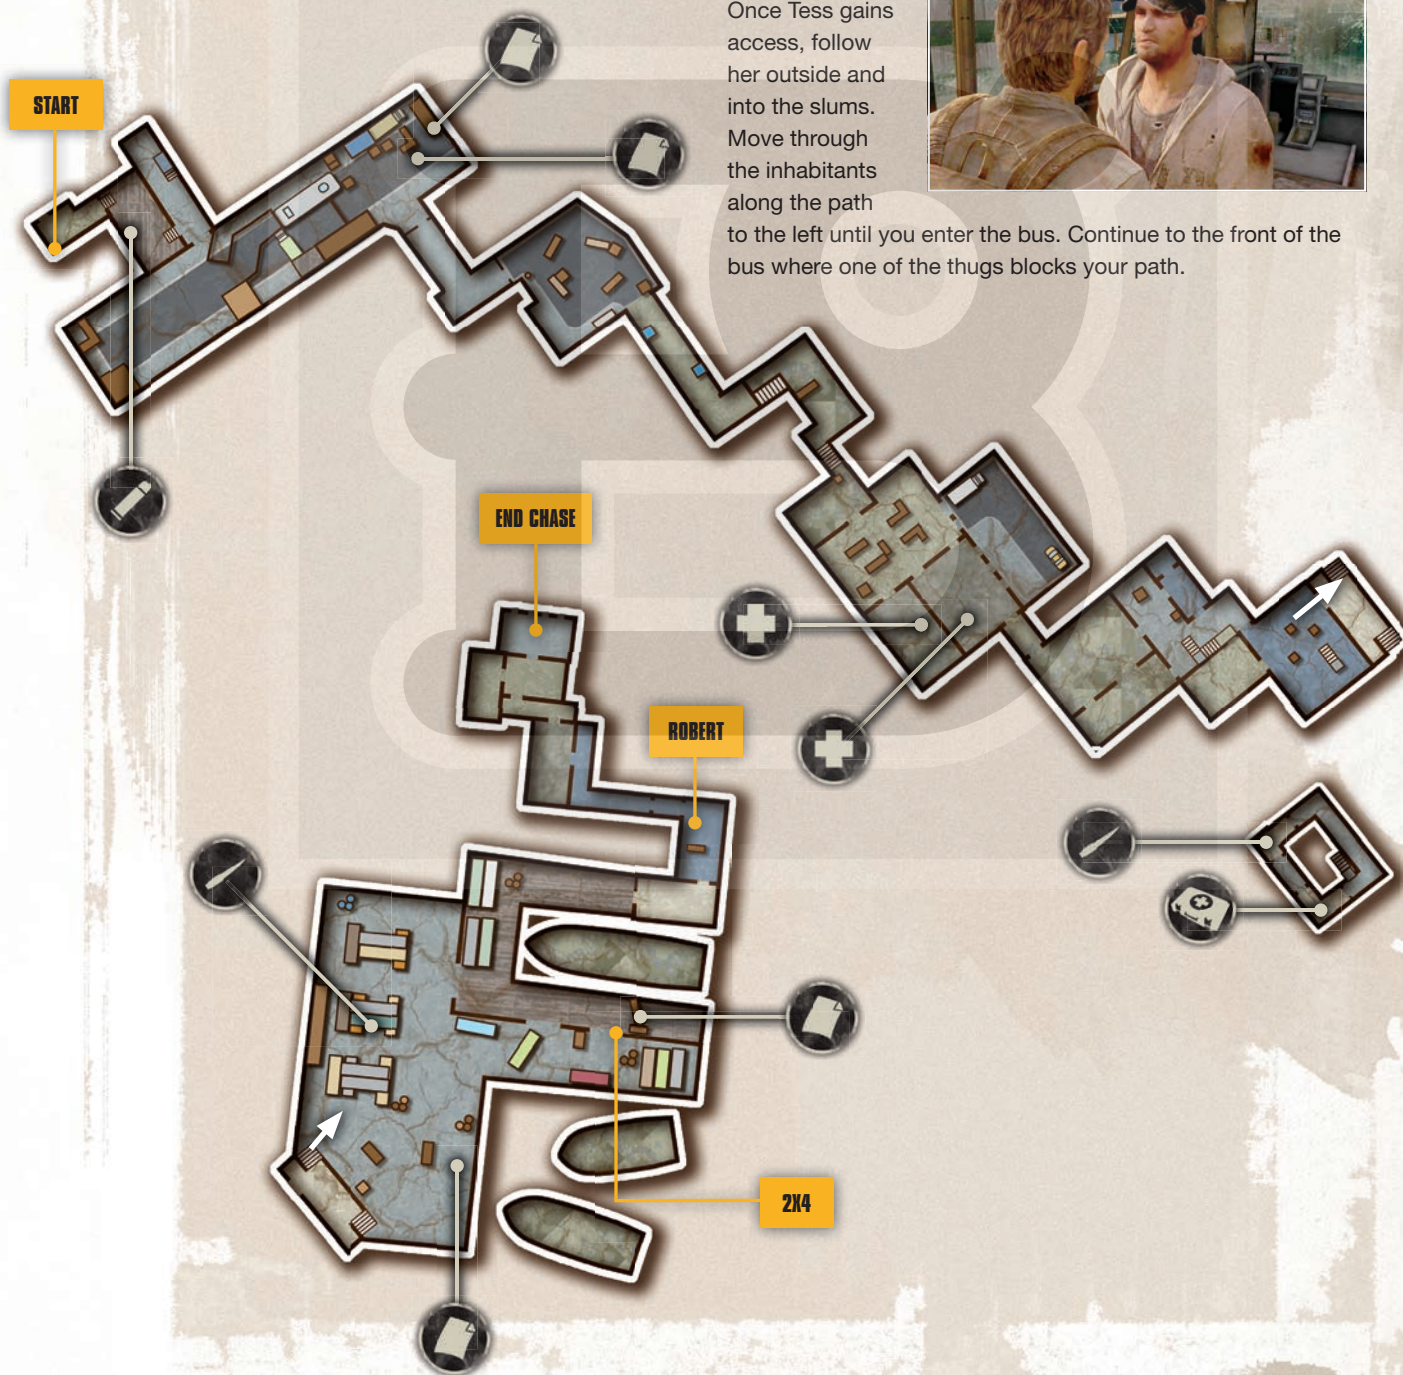 Once Tess gains
access, follow
her outside and
into the slums.
Move through
the inhabitants
along the path
to the left until you enter the bus. Continue to the front of the
bus where one of the thugs blocks your path.
START
END CHASE
ROBERT
2X4